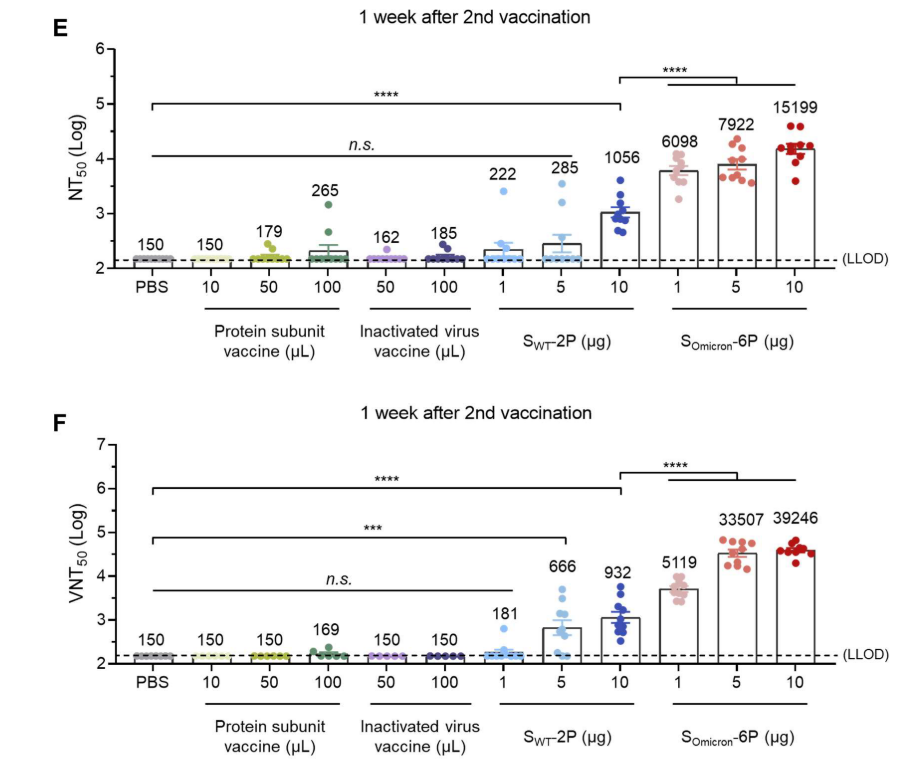 E
1 week after 2nd vaccination
NT50 (Log)
6
5
4
3
2
****
****
n.s.
150
150
179
265
162
185
222
285
1056
6098
7922
15199
(LLOD)
PBS 10 50 100 50 100 1 5 10 1 5 10
Protein subunit
vaccine (µL)
Inactivated virus
vaccine (µL)
SWT-2P (µg)
SOmicron-6P (µg)
F
1 week after 2nd vaccination
VNT50 (Log)
7
6
5
4
3
2
****
****
***
n.s.
150
150
150
169
150
150
181
666
932
5119
33507
39246
(LLOD)
PBS 10 50 100 50 100 1 5 10 1 5 10
Protein subunit
vaccine (µL)
Inactivated virus
vaccine (µL)
SWT-2P (µg)
SOmicron-6P (µg)